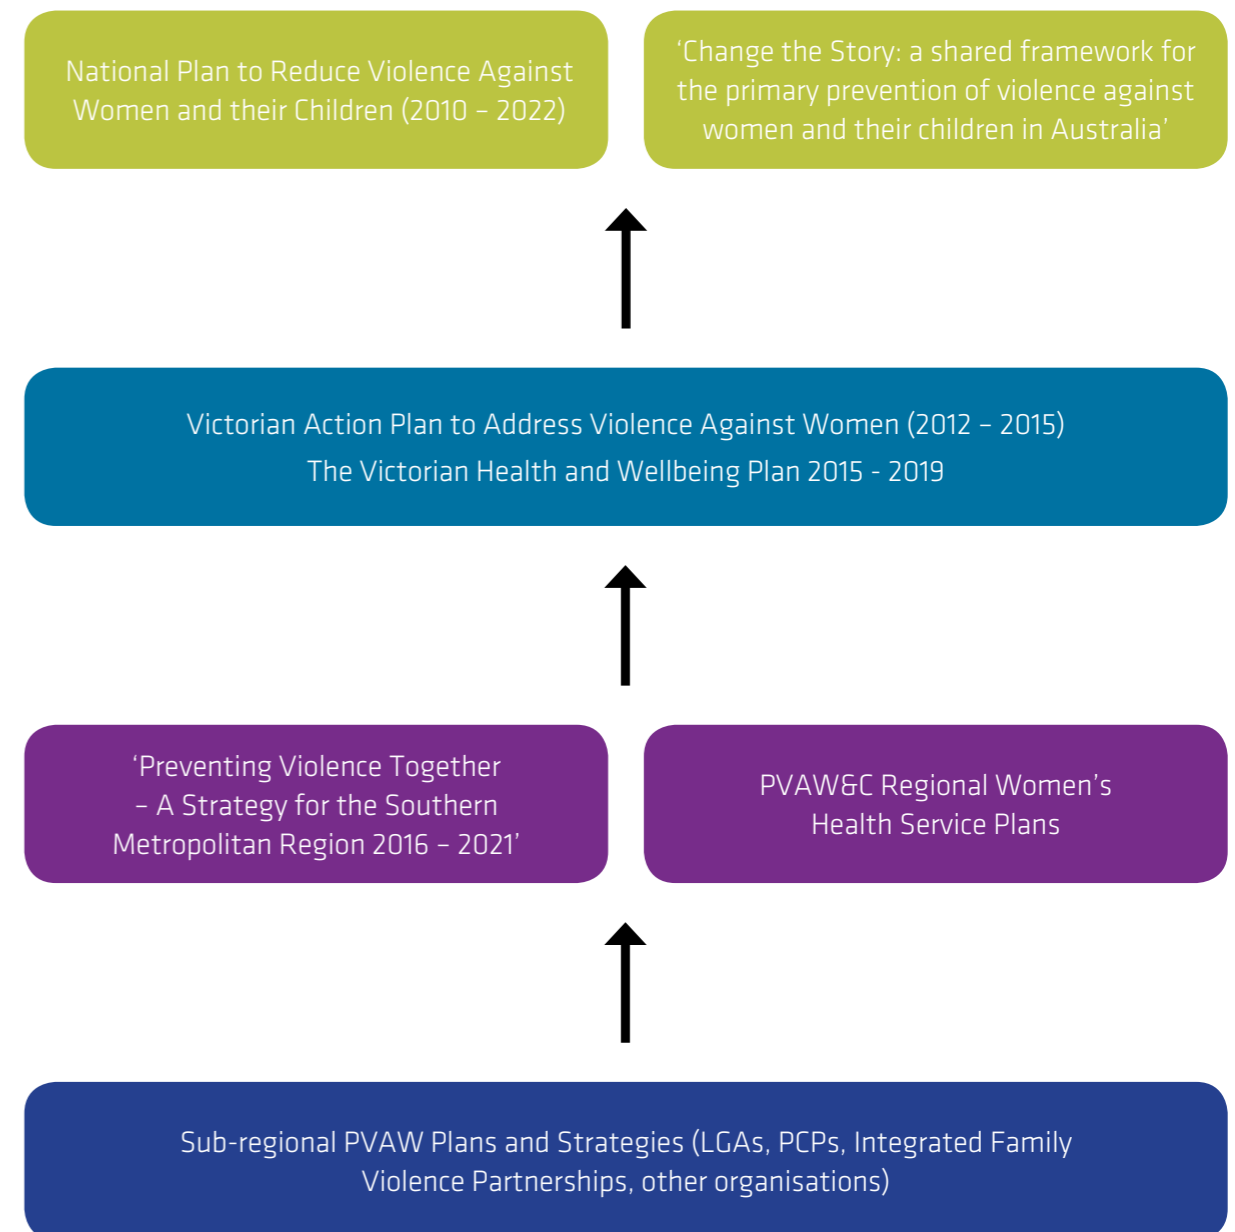 National Plan to Reduce Violence Against
Women and their Children (2010 – 2022)
‘Change the Story: a shared framework for
the primary prevention of violence against
women and their children in Australia’
Victorian Action Plan to Address Violence Against Women (2012 – 2015)
The Victorian Health and Wellbeing Plan 2015 - 2019
‘Preventing Violence Together
– A Strategy for the Southern
Metropolitan Region 2016 – 2021’
PVAW&C Regional Women’s
Health Service Plans
Sub-regional PVAW Plans and Strategies (LGAs, PCPs, Integrated Family
Violence Partnerships, other organisations)